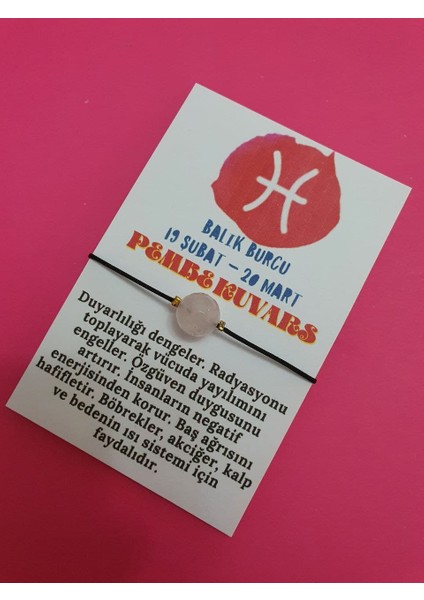 BALIK BURCU
19 ŞUBAT – 20 MART
PEMBE KUVARS
Duyarlılığı dengeler. Radyasyonu
toplayarak vücuda yayılımını
engeller. Özgüven duygusunu
artırır. İnsanların negatif
enerjisinden korur. Baş ağrısını
hafifletir. Böbrekler, akciğer, kalp
ve bedenin ısı sistemi için
faydalıdır.